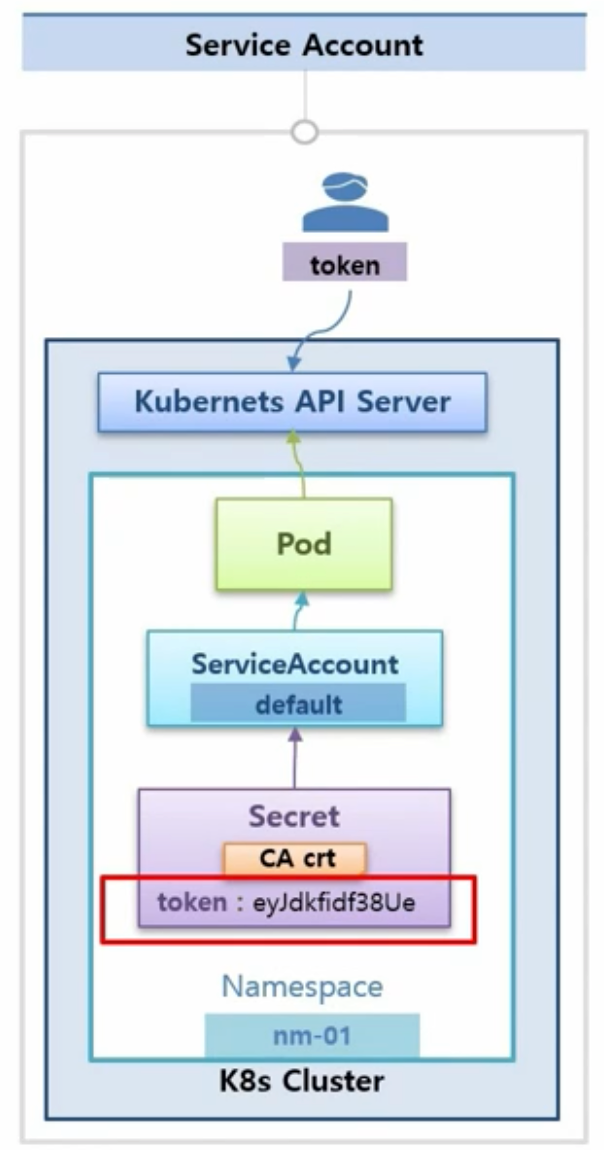 Service Account
token
Kubernets API Server
Pod
ServiceAccount
default
Secret
CA crt
token : eyJdkfidf38Ue
Namespace
nm-01
K8s Cluster